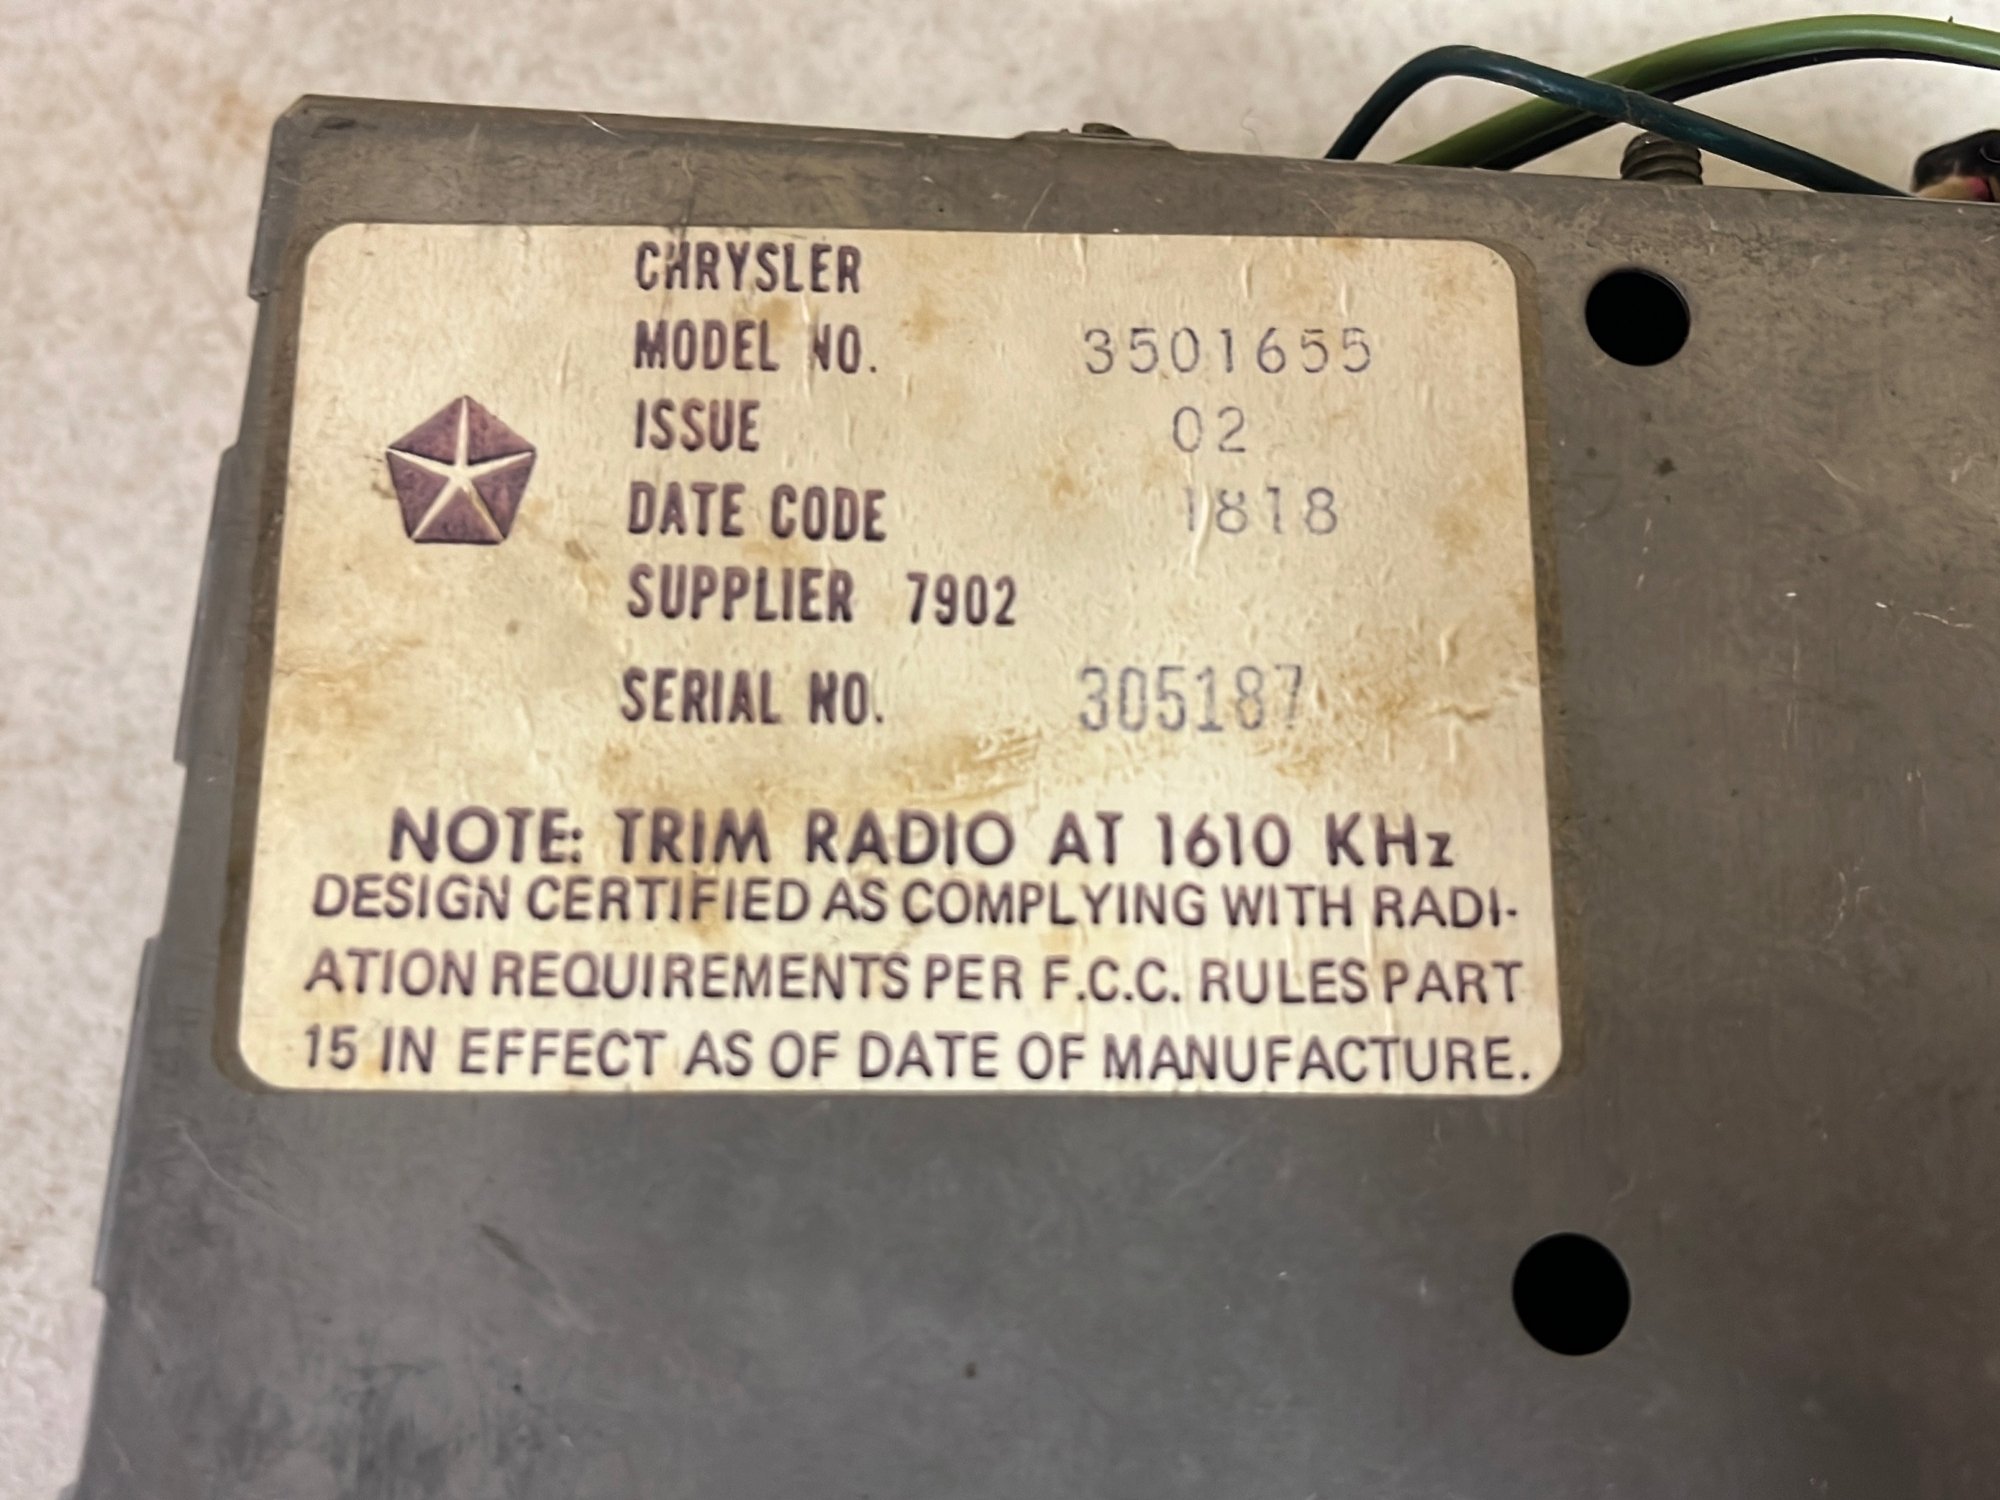 CHRYSLER
MODEL NO. 3501655
ISSUE 02
DATE CODE 1818
SUPPLIER 7902
SERIAL NO. 305187
NOTE: TRIM RADIO AT 1610 KHz
DESIGN CERTIFIED AS COMPLYING WITH RADI-
ATION REQUIREMENTS PER F.C.C. RULES PART
15 IN EFFECT AS OF DATE OF MANUFACTURE.